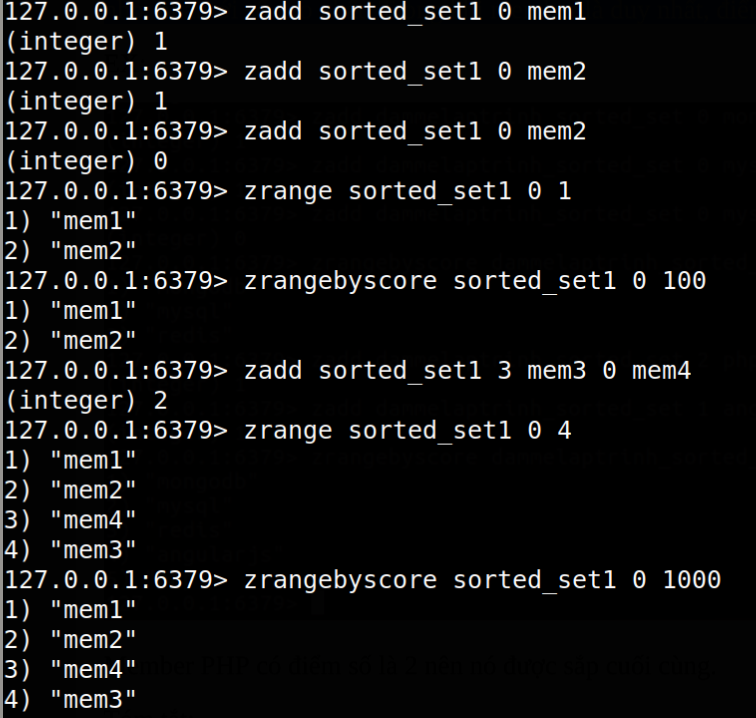 127.0.0.1:6379> zadd sorted_set1 0 mem1
(integer) 1
127.0.0.1:6379> zadd sorted_set1 0 mem2
(integer) 1
127.0.0.1:6379> zadd sorted_set1 0 mem2
(integer) 0
127.0.0.1:6379> zrange sorted_set1 0 1
1) "mem1"
2) "mem2"
127.0.0.1:6379> zrangebyscore sorted_set1 0 100
1) "mem1"
2) "mem2"
127.0.0.1:6379> zadd sorted_set1 3 mem3 0 mem4
(integer) 2
127.0.0.1:6379> zrange sorted_set1 0 4
1) "mem1"
2) "mem2"
3) "mem4"
4) "mem3"
127.0.0.1:6379> zrangebyscore sorted_set1 0 1000
1) "mem1"
2) "mem2"
3) "mem4"
4) "mem3"